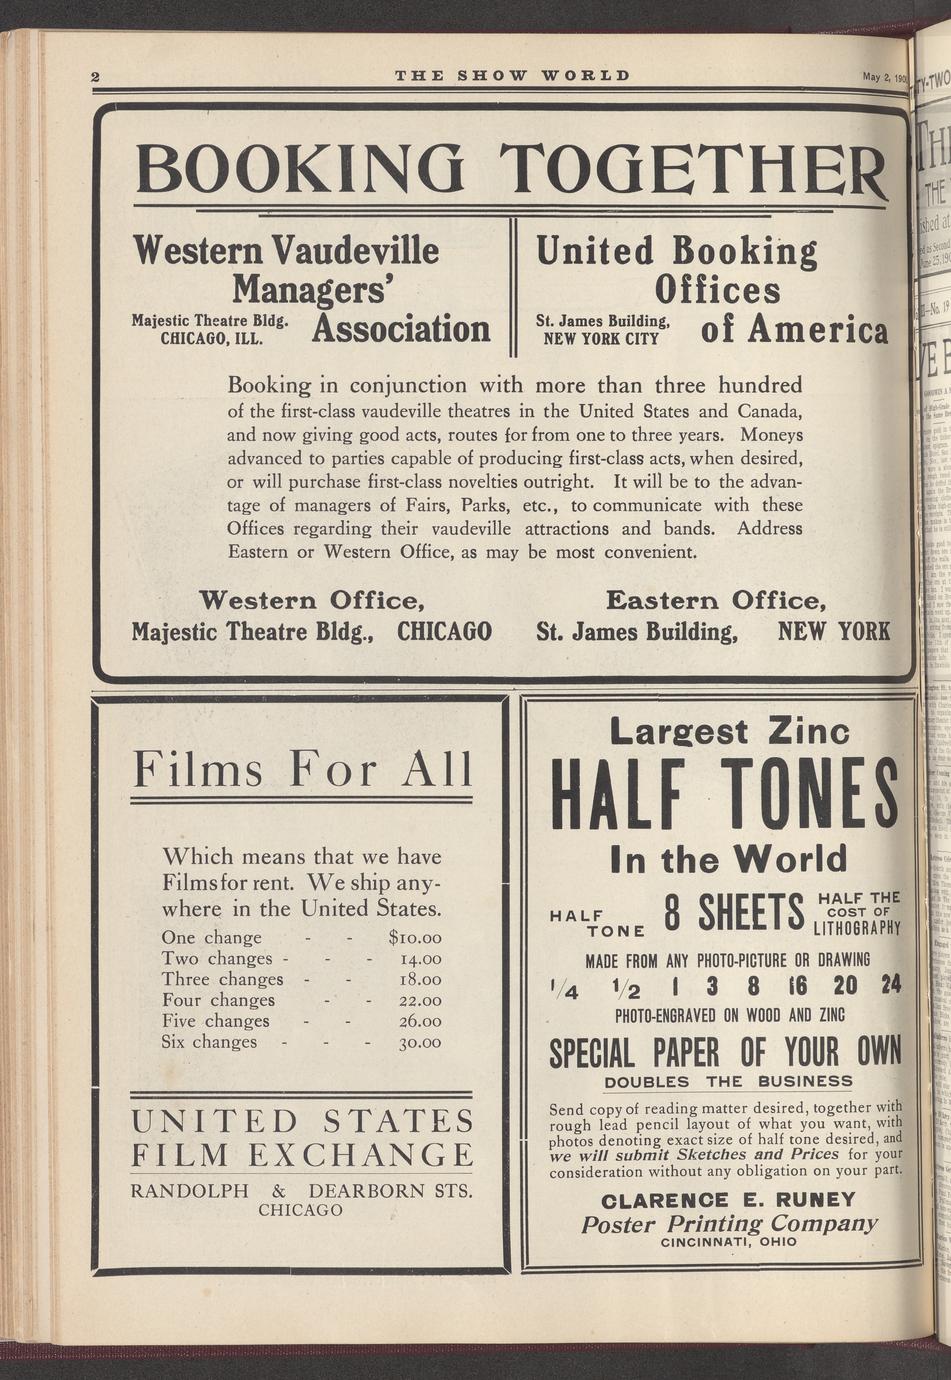 2
THE SHOW WORLD
May 2, 190
BOOKING TOGETHER
Western Vaudeville
Managers'
Association
Majestic Theatre Bldg.
CHICAGO, ILL.
United Booking
Offices
of America
St. James Building,
NEW YORK CITY
Booking in conjunction with more than three hundred
of the first-class vaudeville theatres in the United States and Canada,
and now giving good acts, routes for from one to three years. Moneys
advanced to parties capable of producing first-class acts, when desired,
or will purchase first-class novelties outright. It will be to the advan-
tage of managers of Fairs, Parks, etc., to communicate with these
Offices regarding their vaudeville attractions and bands. Address
Eastern or Western Office, as may be most convenient.
Western Office,
Majestic Theatre Bldg., CHICAGO
Eastern Office,
St. James Building, NEW YORK
Films For All
Which means that we have
Films for rent. We ship any-
where in the United States.
One change - - $10.00
Two changes - - - 14.00
Three changes - - 18.00
Four changes - - 22.00
Five changes - - 26.00
Six changes - - - 30.00
UNITED STATES
FILM EXCHANGE
RANDOLPH & DEARBORN STS.
CHICAGO
Largest Zinc
HALF TONES
In the World
HALF
TONE
8 SHEETS
HALF THE
COST OF
LITHOGRAPHY
MADE FROM ANY PHOTO-PICTURE OR DRAWING
1/4 1/2 1 3 8 16 20 24
PHOTO-ENGRAVED ON WOOD AND ZINC
SPECIAL PAPER OF YOUR OWN
DOUBLES THE BUSINESS
Send copy of reading matter desired, together with
rough lead pencil layout of what you want, with
photos denoting exact size of half tone desired, and
we will submit Sketches and Prices for your
consideration without any obligation on your part.
CLARENCE E. RUNEY
Poster Printing Company
CINCINNATI, OHIO